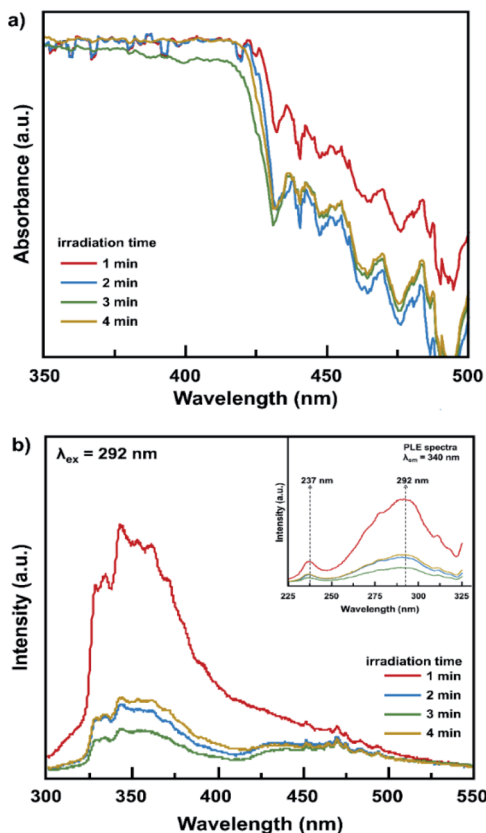 a)
Absorbance (a.u.)
irradiation time
1 min
2 min
3 min
4 min
350 400 450 500
Wavelength (nm)
b)
λex = 292 nm
PLE spectra
λem = 340 nm
237 nm 292 nm
Intensity (a.u.)
225 250 275 300 325
Wavelength (nm)
Intensity (a.u.)
irradiation time
1 min
2 min
3 min
4 min
300 350 400 450 500 550
Wavelength (nm)